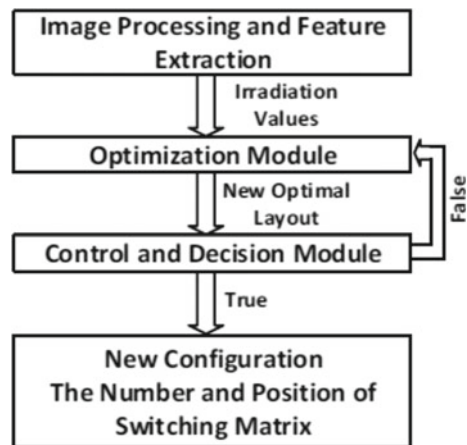 Image Processing and Feature
Extraction
Irradiation
Values
Optimization Module
New Optimal
Layout
False
Control and Decision Module
True
New Configuration
The Number and Position of
Switching Matrix